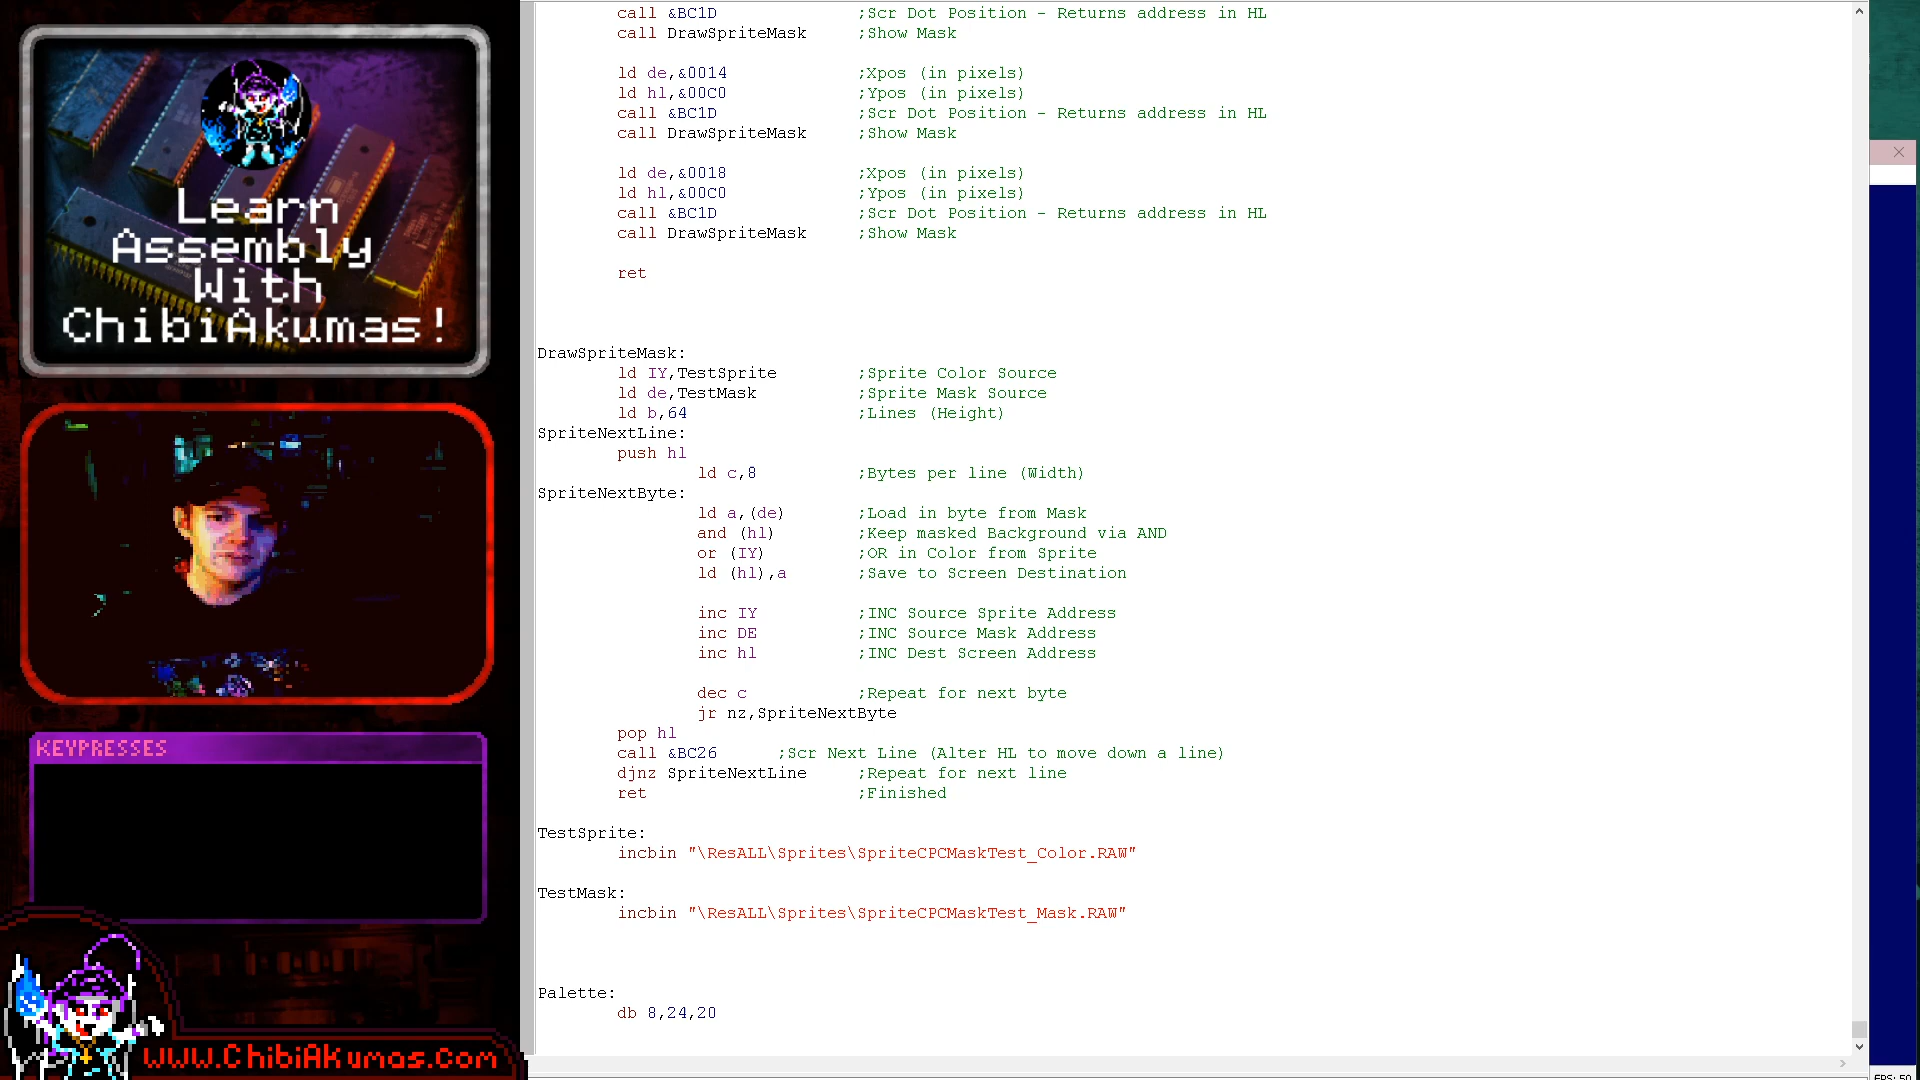 Learn
Assembly
With
ChibiAkumas!
KEYPRESSES
www.ChibiAkumas.com
call &BC1D ;Scr Dot Position - Returns address in HL
call DrawSpriteMask ;Show Mask
ld de,&0014 ;Xpos (in pixels)
ld hl,&00C0 ;Ypos (in pixels)
call &BC1D ;Scr Dot Position - Returns address in HL
call DrawSpriteMask ;Show Mask
ld de,&0018 ;Xpos (in pixels)
ld hl,&00C0 ;Ypos (in pixels)
call &BC1D ;Scr Dot Position - Returns address in HL
call DrawSpriteMask ;Show Mask
ret
DrawSpriteMask:
ld IY,TestSprite ;Sprite Color Source
ld de,TestMask ;Sprite Mask Source
ld b,64 ;Lines (Height)
SpriteNextLine:
push hl
ld c,8 ;Bytes per line (Width)
SpriteNextByte:
ld a,(de) ;Load in byte from Mask
and (hl) ;Keep masked Background via AND
or (IY) ;OR in Color from Sprite
ld (hl),a ;Save to Screen Destination
inc IY ;INC Source Sprite Address
inc DE ;INC Source Mask Address
inc hl ;INC Dest Screen Address
dec c ;Repeat for next byte
jr nz,SpriteNextByte
pop hl
call &BC26 ;Scr Next Line (Alter HL to move down a line)
djnz SpriteNextLine ;Repeat for next line
ret ;Finished
TestSprite:
incbin "\ResALL\Sprites\SpriteCPCMaskTest_Color.RAW"
TestMask:
incbin "\ResALL\Sprites\SpriteCPCMaskTest_Mask.RAW"
Palette:
db 8,24,20